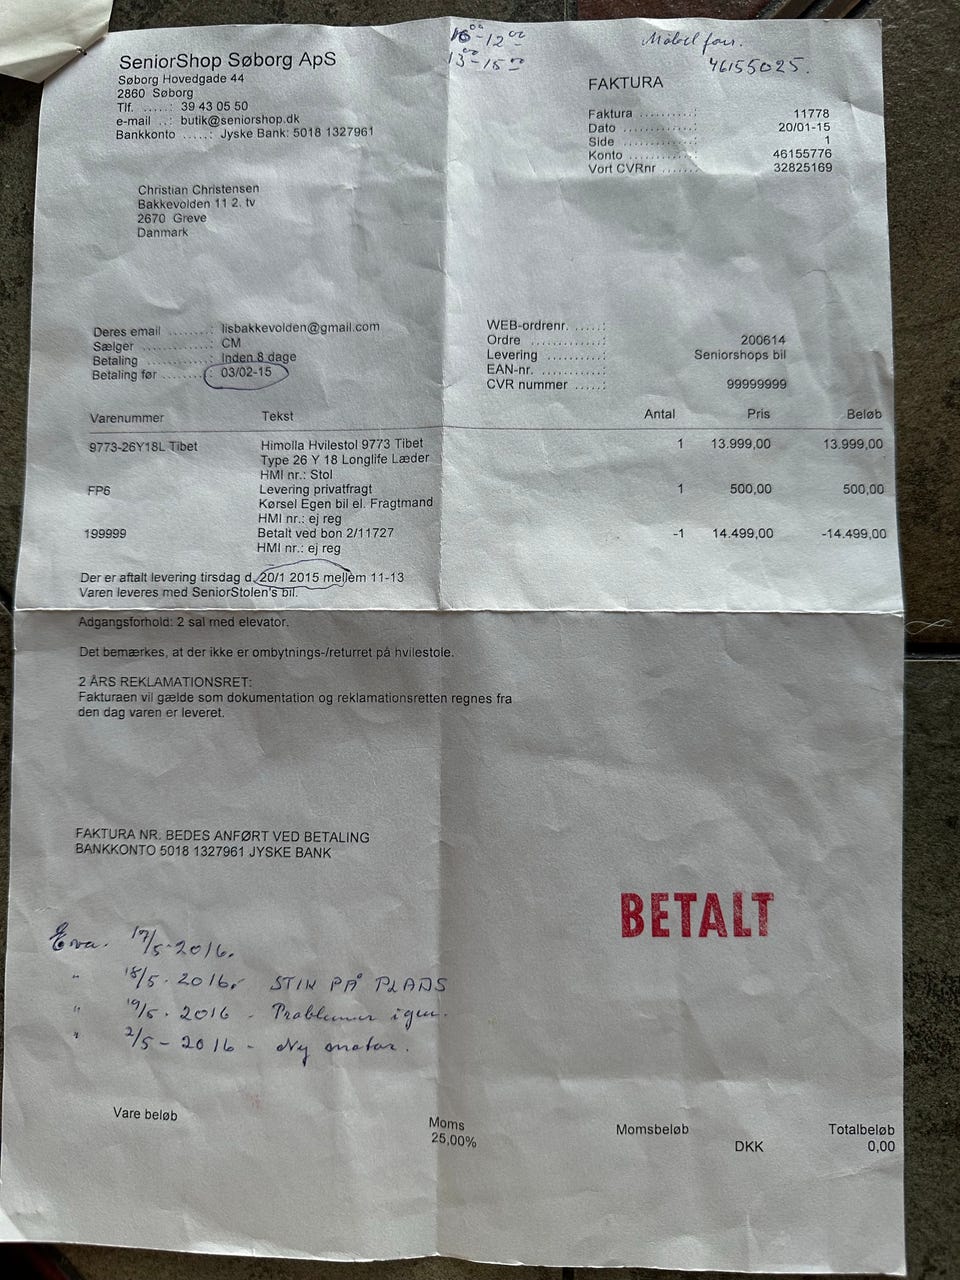 SeniorShop Søborg ApS
Søborg Hovedgade 44
2860 Søborg
Tlf. .....: 39 43 05 50
e-mail ..: butik@seniorshop.dk
Bankkonto .....: Jyske Bank: 5018 1327961
10⁰⁰-12⁰⁰
13⁰⁰-15⁰⁰
Møbel
46155025.
FAKTURA
Faktura ..........: 11778
Dato .............: 20/01-15
Side .............: 1
Konto ............: 46155776
Vort CVRnr .......: 32825169
Christian Christensen
Bakkevolden 11 2. tv
2670 Greve
Danmark
Deres email ........: lisbakkevolden@gmail.com
Sælger .............: CM
Betaling ...........: Inden 8 dage
Betaling før ........: 03/02-15
WEB-ordrenr. .....:
Ordre ............: 200614
Levering ..........: Seniorshops bil
EAN-nr. ..........:
CVR nummer .....: 99999999
Varenummer Tekst Antal Pris Beløb
9773-26Y18L Tibet Himolla Hvilestol 9773 Tibet 1 13.999,00 13.999,00
Type 26 Y 18 Longlife Læder
HMI nr.: Stol
FP6 Levering privatfragt 1 500,00 500,00
Kørsel Egen bil el. Fragtmand
HMI nr.: ej reg
199999 Betalt ved bon 2/11727 -1 14.499,00 -14.499,00
HMI nr.: ej reg
Der er aftalt levering tirsdag d. 20/1 2015 mellem 11-13
Varen leveres med SeniorStolen's bil.
Adgangsforhold: 2 sal med elevator.
Det bemærkes, at der ikke er ombytnings-/returret på hvilestole.
2 ÅRS REKLAMATIONSRET:
Fakturaen vil gælde som dokumentation og reklamationsretten regnes fra
den dag varen er leveret.
FAKTURA NR. BEDES ANFØRT VED BETALING
BANKKONTO 5018 1327961 JYSKE BANK
BETALT
Eva. 17/5-2016.
" 18/5. 2016. STIK PÅ PLADS
" 19/5. 2016 - Problemer igen.
" 2/5 - 2016 - Ny motor.
Vare beløb Moms Momsbeløb Totalbeløb
25,00% DKK 0,00